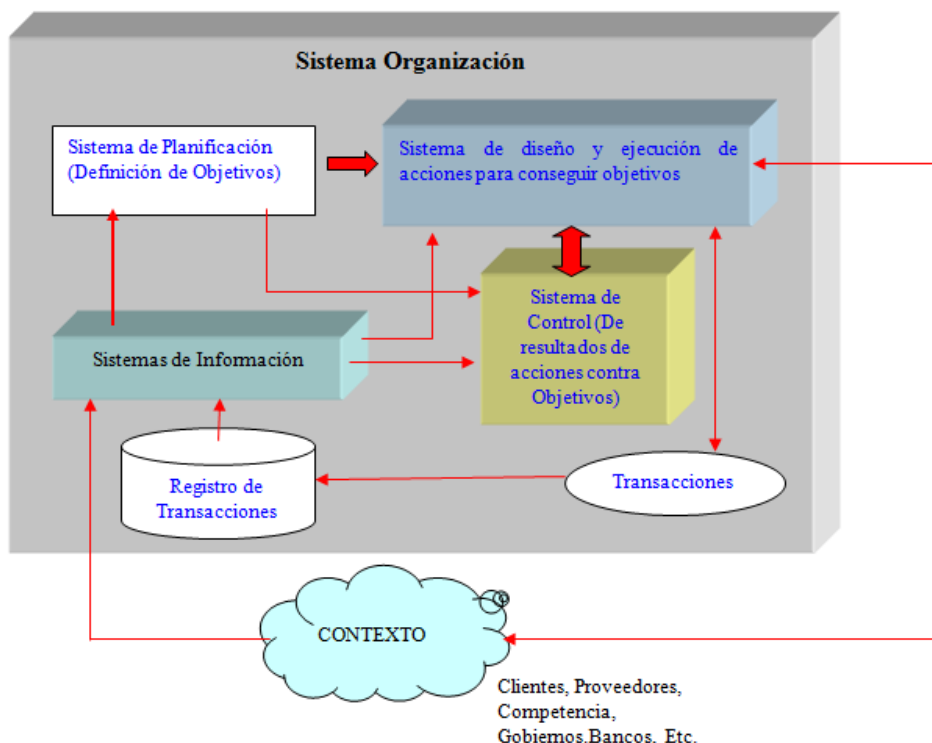 Sistema Organización
Sistema de Planificación
(Definición de Objetivos)
Sistema de diseño y ejecución de
acciones para conseguir objetivos
Sistema de
Control (De
resultados de
acciones contra
Objetivos)
Sistemas de Información
Registro de
Transacciones
Transacciones
CONTEXTO
Clientes, Proveedores,
Competencia,
Gobiernos,Bancos, Etc.